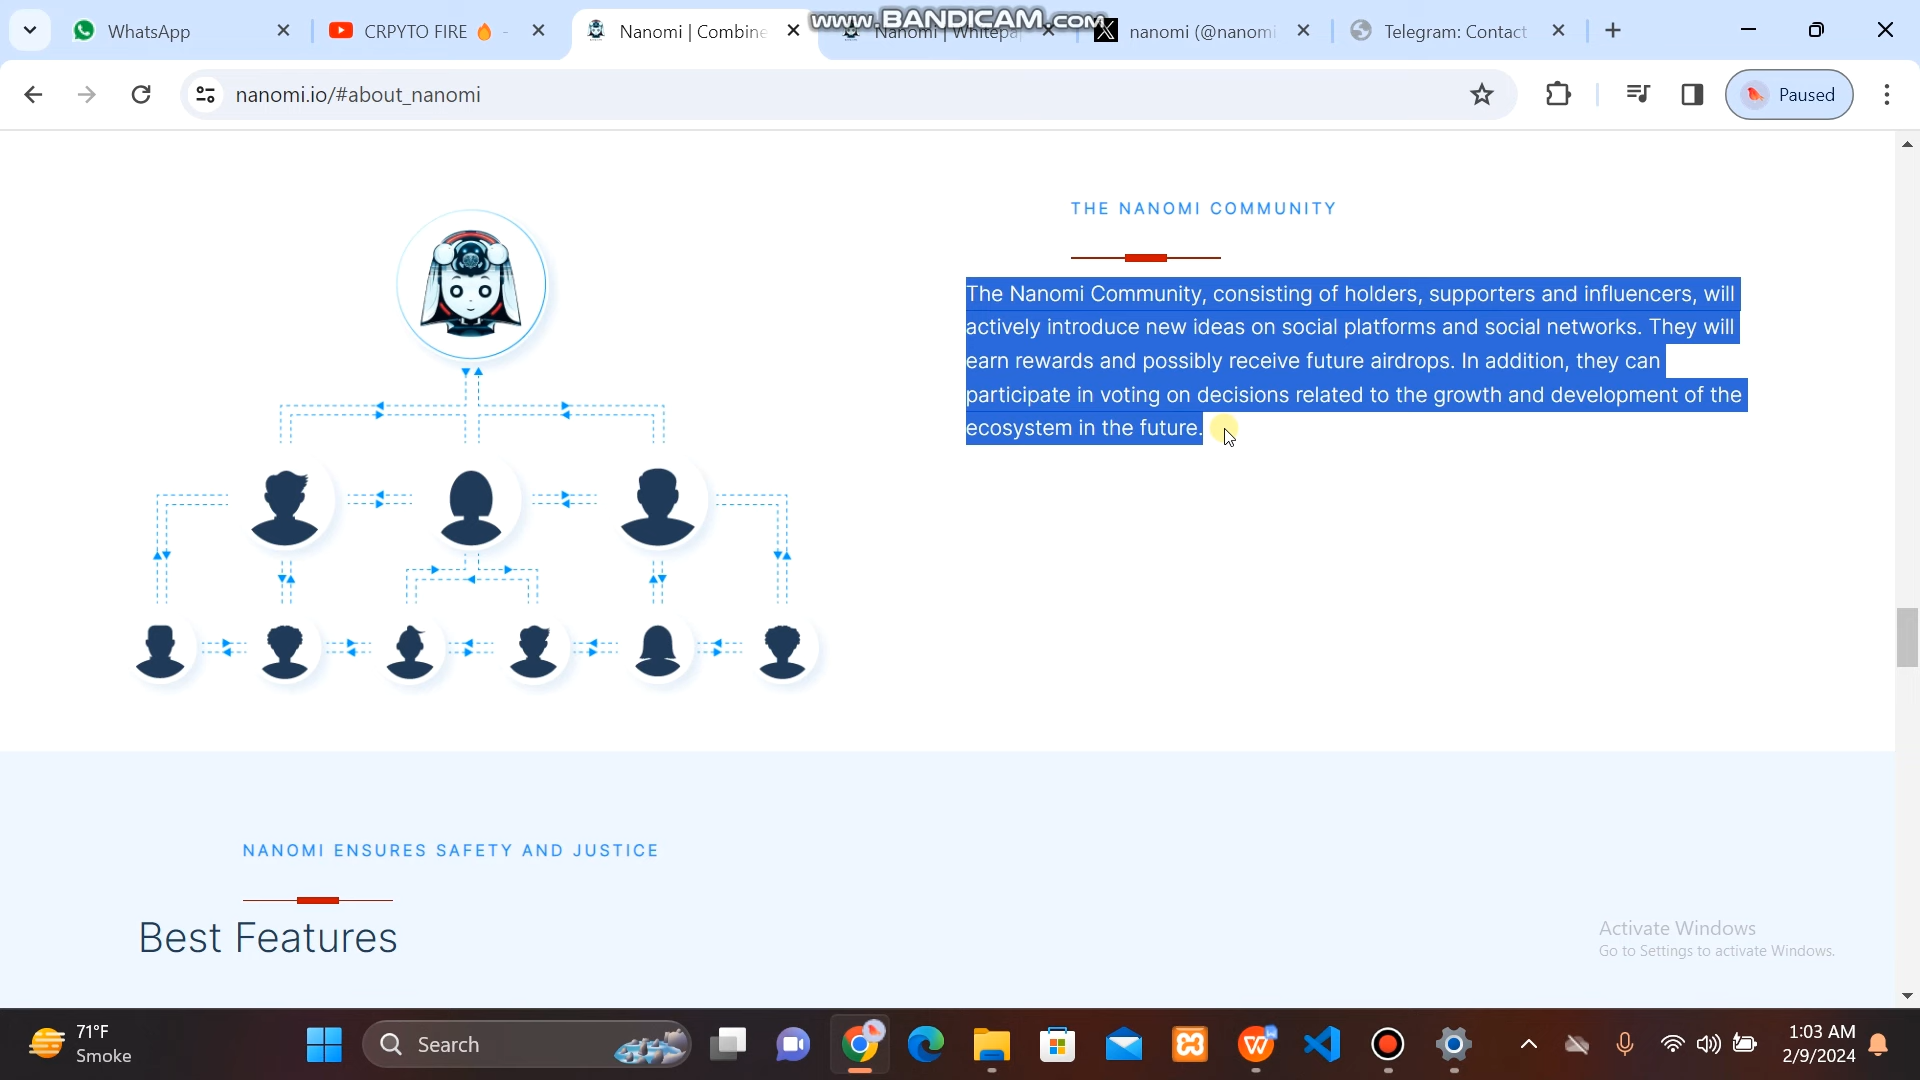 www.BANDICAM.com
WhatsApp
CRPYTO FIRE 🔥 -
Nanomi | Combine
Nanomi | Whitepa
nanomi (@nanomi
Telegram: Contact
nanomi.io/#about_nanomi
Paused
THE NANOMI COMMUNITY
The Nanomi Community, consisting of holders, supporters and influencers, will
actively introduce new ideas on social platforms and social networks. They will
earn rewards and possibly receive future airdrops. In addition, they can
participate in voting on decisions related to the growth and development of the
ecosystem in the future.
NANOMI ENSURES SAFETY AND JUSTICE
Best Features
Activate Windows
Go to Settings to activate Windows.
71°F
Smoke
Search
1:03 AM
2/9/2024